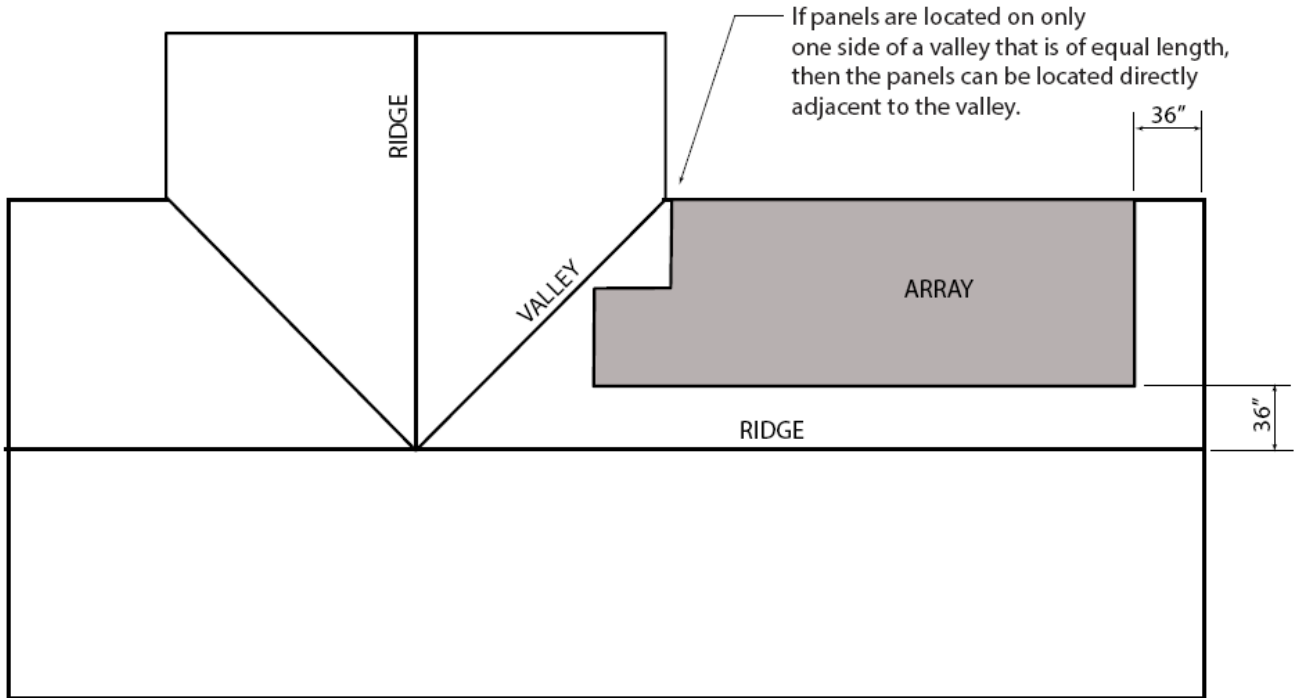 If panels are located on only
one side of a valley that is of equal length,
then the panels can be located directly
adjacent to the valley.
36”
RIDGE
VALLEY
ARRAY
RIDGE
36”